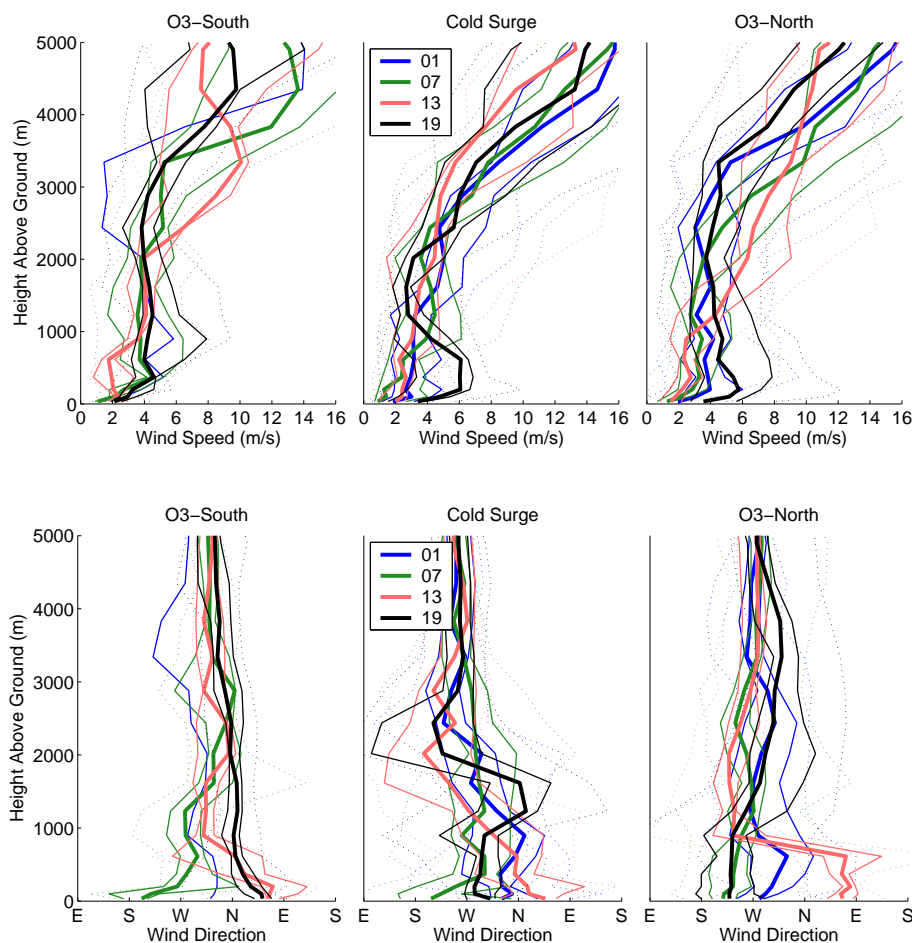 O3−South
Cold Surge
O3−North
5000
4000
3000
2000
1000
0
Height Above Ground (m)
01
07
13
19
0 2 4 6 8 10 12 14 16
0 2 4 6 8 10 12 14 16
0 2 4 6 8 10 12 14 16
Wind Speed (m/s)
Wind Speed (m/s)
Wind Speed (m/s)
O3−South
Cold Surge
O3−North
5000
4000
3000
2000
1000
0
Height Above Ground (m)
01
07
13
19
E S W N E S
E S W N E S
E S W N E S
Wind Direction
Wind Direction
Wind Direction